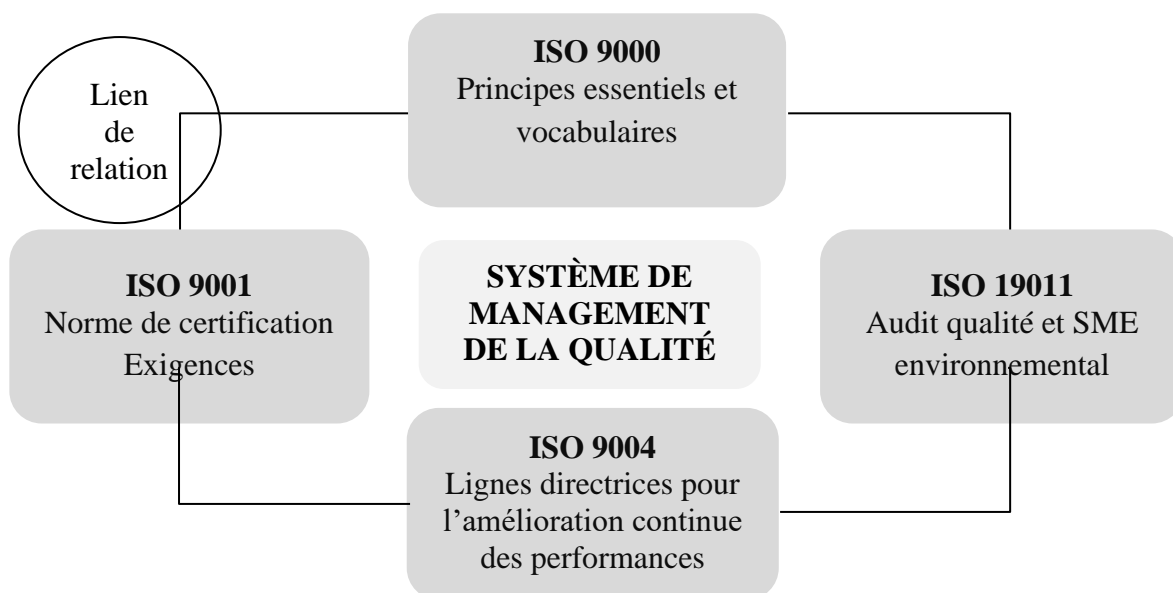 ISO 9000
Principes essentiels et
vocabulaires
Lien
de
relation
ISO 9001
Norme de certification
Exigences
SYSTÈME DE
MANAGEMENT
DE LA QUALITÉ
ISO 19011
Audit qualité et SME
environnemental
ISO 9004
Lignes directrices pour
l’amélioration continue
des performances